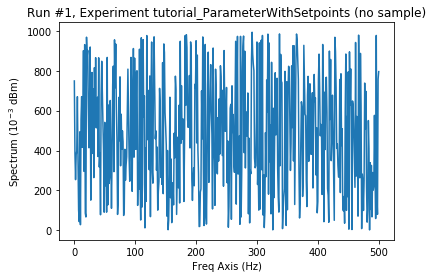 Run #1, Experiment tutorial_ParameterWithSetpoints (no sample)
1000
800
600
400
200
0
Spectrum (10⁻³ dBm)
0 100 200 300 400 500
Freq Axis (Hz)